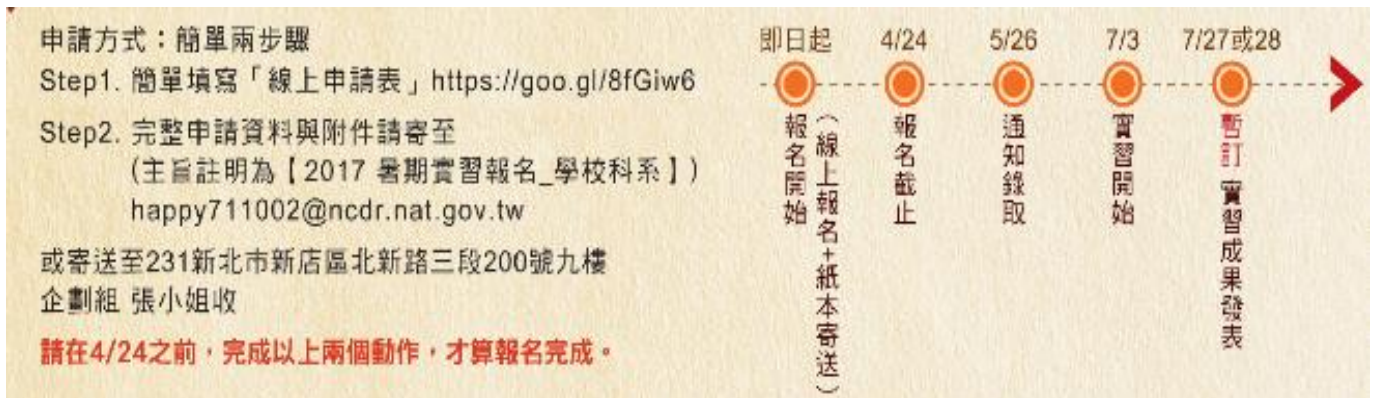 申請方式：簡單兩步驟
Step1. 簡單填寫「線上申請表」https://goo.gl/8fGiw6
Step2. 完整申請資料與附件請寄至
(主旨註明為【2017 暑期實習報名_學校科系】)
happy711002@ncdr.nat.gov.tw
或寄送至231新北市新店區北新路三段200號九樓
企劃組 張小姐收
請在4/24之前，完成以上兩個動作，才算報名完成。
即日起
報名開始
（線上報名+紙本寄送）
4/24
報名截止
5/26
通知錄取
7/3
實習開始
7/27或28
暫訂 實習成果發表